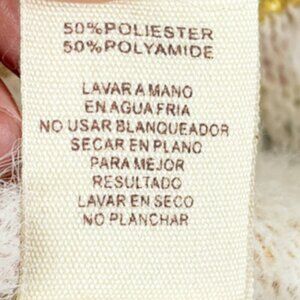 50% POLIESTER
50% POLYAMIDE
LAVAR A MANO
EN AGUA FRIA
NO USAR BLANQUEADOR
SECAR EN PLANO
PARA MEJOR
RESULTADO
LAVAR EN SECO
NO PLANCHAR